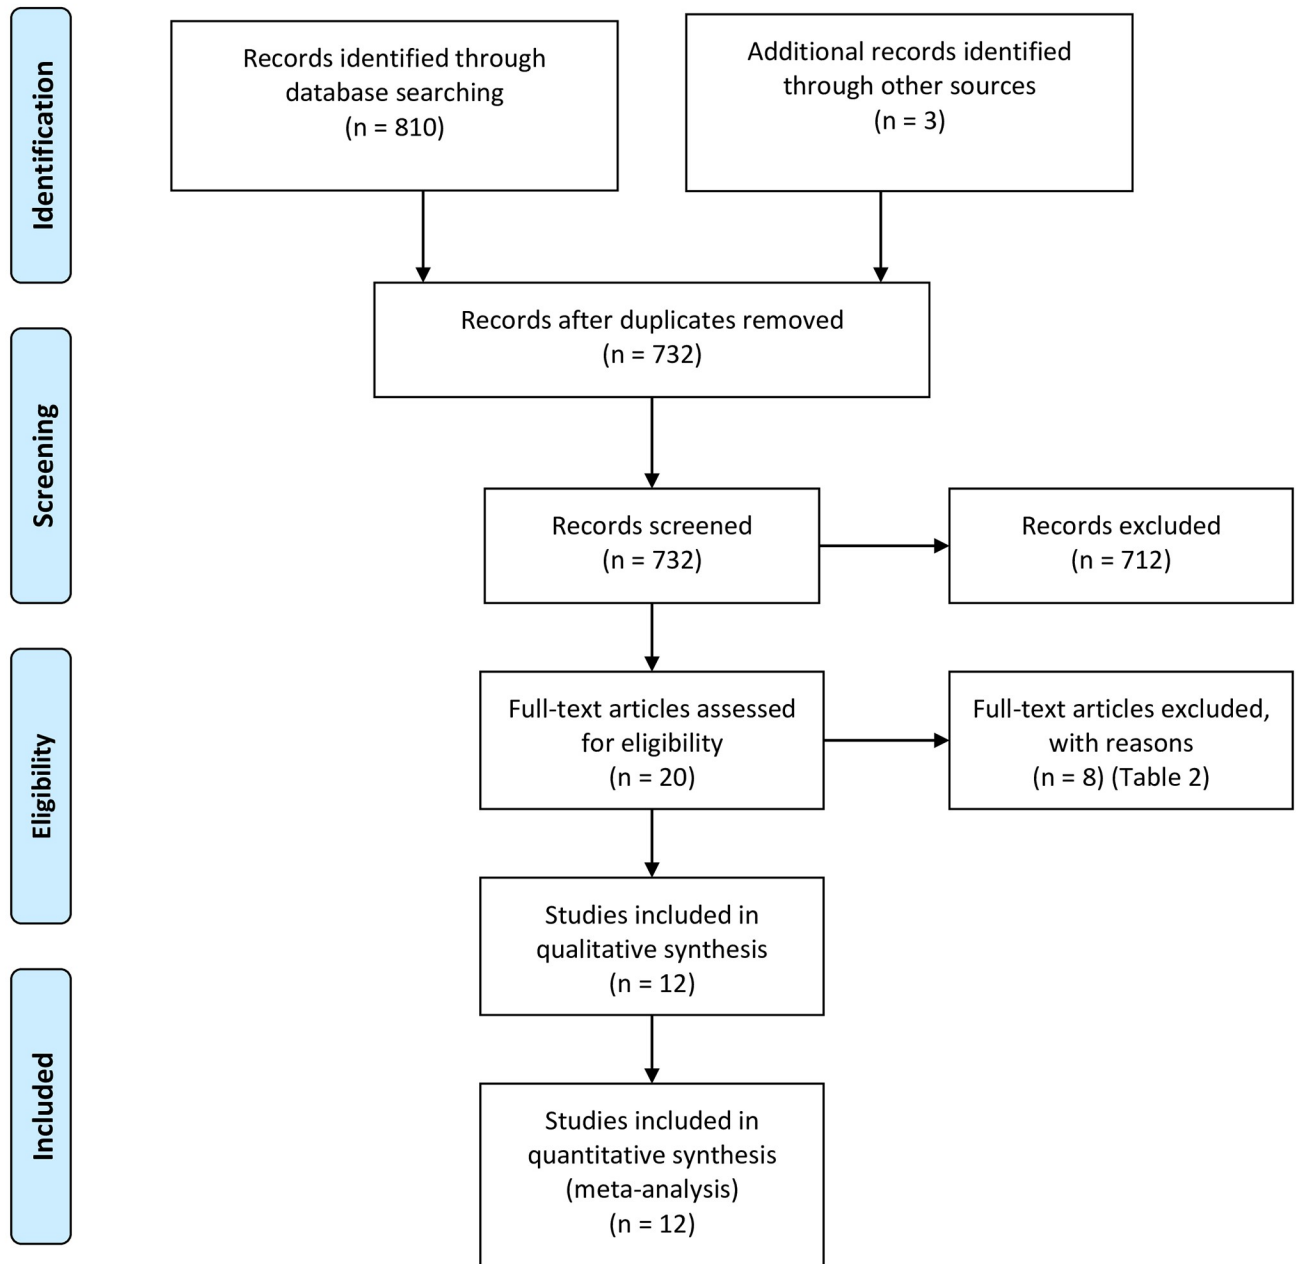 Identification
Records identified through
database searching
(n = 810)
Additional records identified
through other sources
(n = 3)
Records after duplicates removed
(n = 732)
Screening
Records screened
(n = 732)
Records excluded
(n = 712)
Eligibility
Full-text articles assessed
for eligibility
(n = 20)
Full-text articles excluded,
with reasons
(n = 8) (Table 2)
Studies included in
qualitative synthesis
(n = 12)
Included
Studies included in
quantitative synthesis
(meta-analysis)
(n = 12)